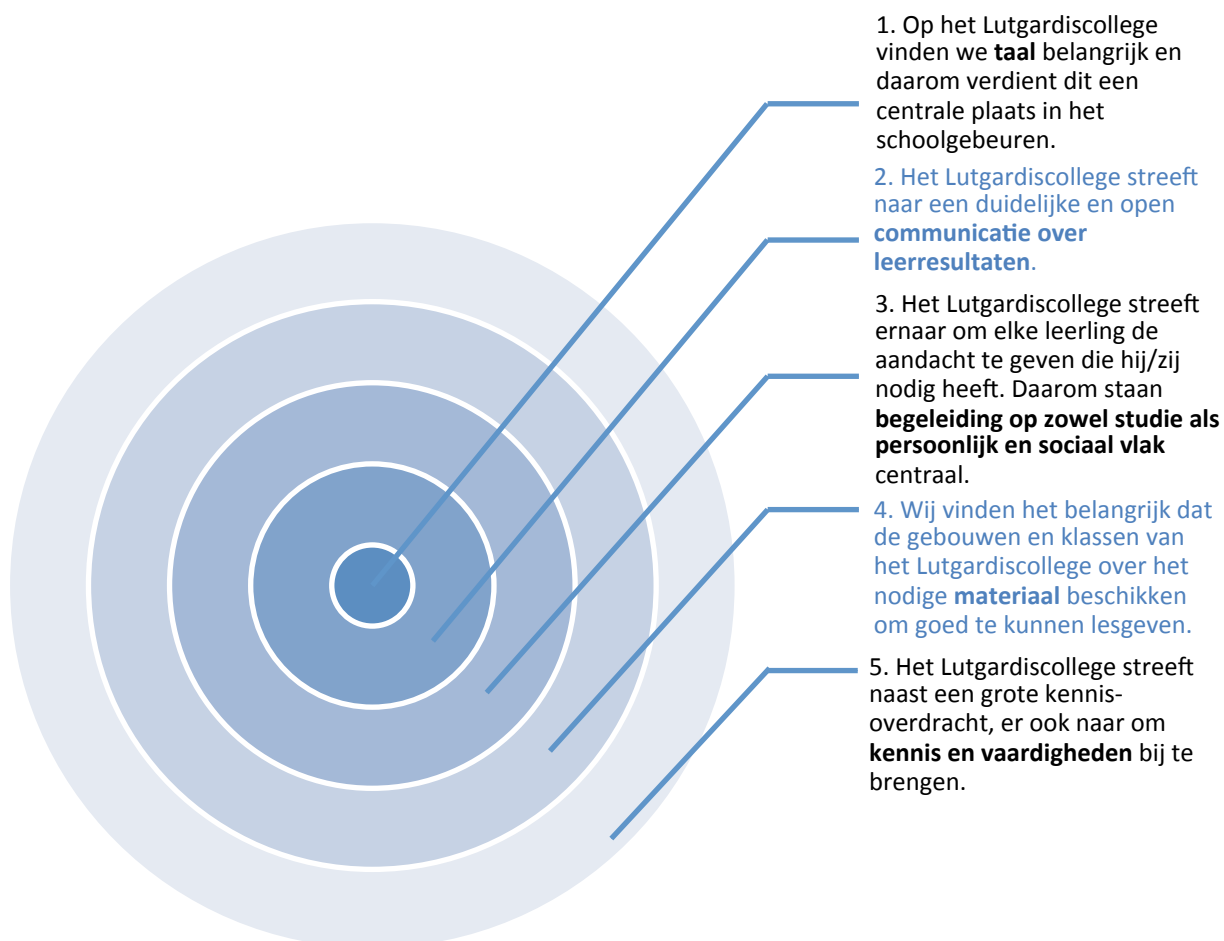 1. Op het Lutgardiscollege
vinden we taal belangrijk en
daarom verdient dit een
centrale plaats in het
schoolgebeuren.
2. Het Lutgardiscollege streeft
naar een duidelijke en open
communicatie over
leerresultaten.
3. Het Lutgardiscollege streeft
ernaar om elke leerling de
aandacht te geven die hij/zij
nodig heeft. Daarom staan
begeleiding op zowel studie als
persoonlijk en sociaal vlak
centraal.
4. Wij vinden het belangrijk dat
de gebouwen en klassen van
het Lutgardiscollege over het
nodige materiaal beschikken
om goed te kunnen lesgeven.
5. Het Lutgardiscollege streeft
naast een grote kennis-
overdracht, er ook naar om
kennis en vaardigheden bij te
brengen.